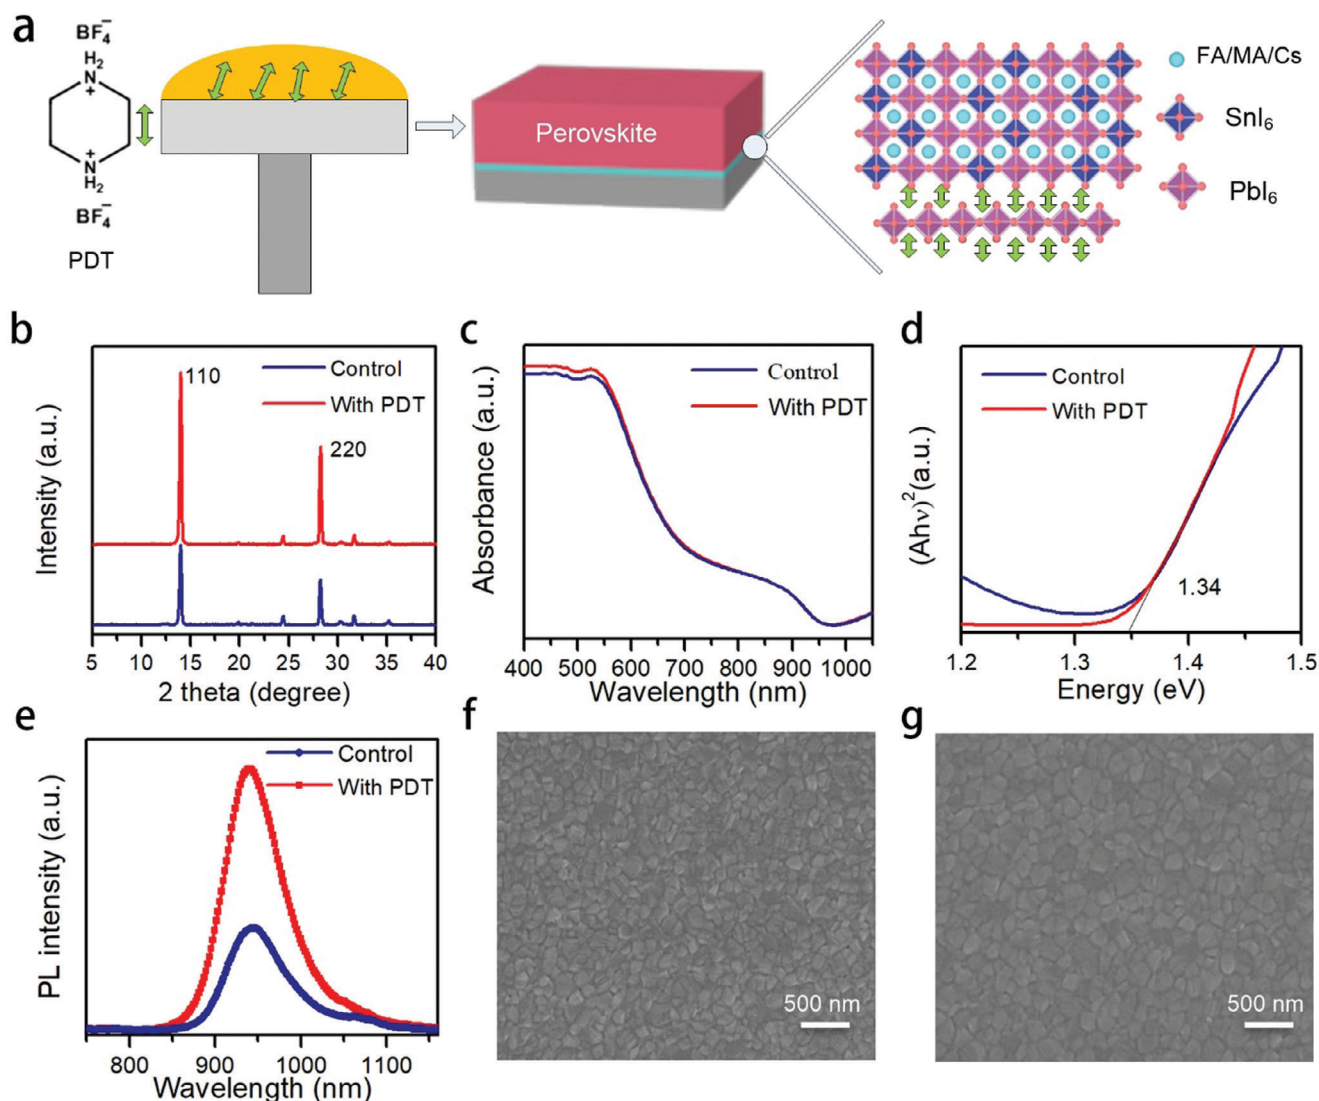 a
BF₄⁻
H₂
N
+
+
N
H₂
BF₄⁻
PDT
Perovskite
FA/MA/Cs
SnI₆
PbI₆
b
Intensity (a.u.)
110
220
Control
With PDT
5 10 15 20 25 30 35 40
2 theta (degree)
c
Absorbance (a.u.)
Control
With PDT
400 500 600 700 800 900 1000
Wavelength (nm)
d
(Ahν)²(a.u.)
Control
With PDT
1.34
1.2 1.3 1.4 1.5
Energy (eV)
e
PL intensity (a.u.)
Control
With PDT
800 900 1000 1100
Wavelength (nm)
f
500 nm
g
500 nm